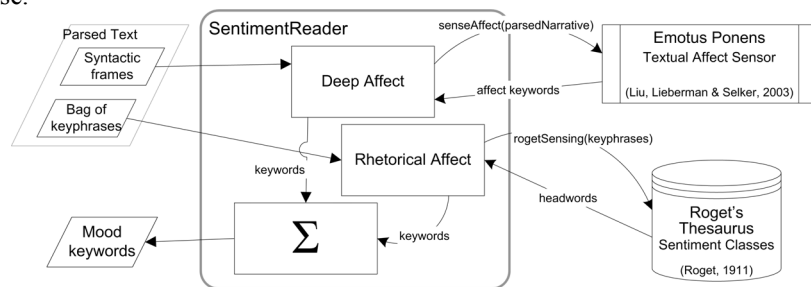 se.
Parsed Text
Syntactic
frames
Bag of
keyphrases
SentimentReader
Deep Affect
senseAffect(parsedNarrative)
affect keywords
Emotus Ponens
Textual Affect Sensor
(Liu, Lieberman & Selker, 2003)
Rhetorical Affect
rogetSensing(keyphrases)
headwords
keywords
keywords
Σ
Mood
keywords
Roget's
Thesaurus
Sentiment Classes
(Roget, 1911)